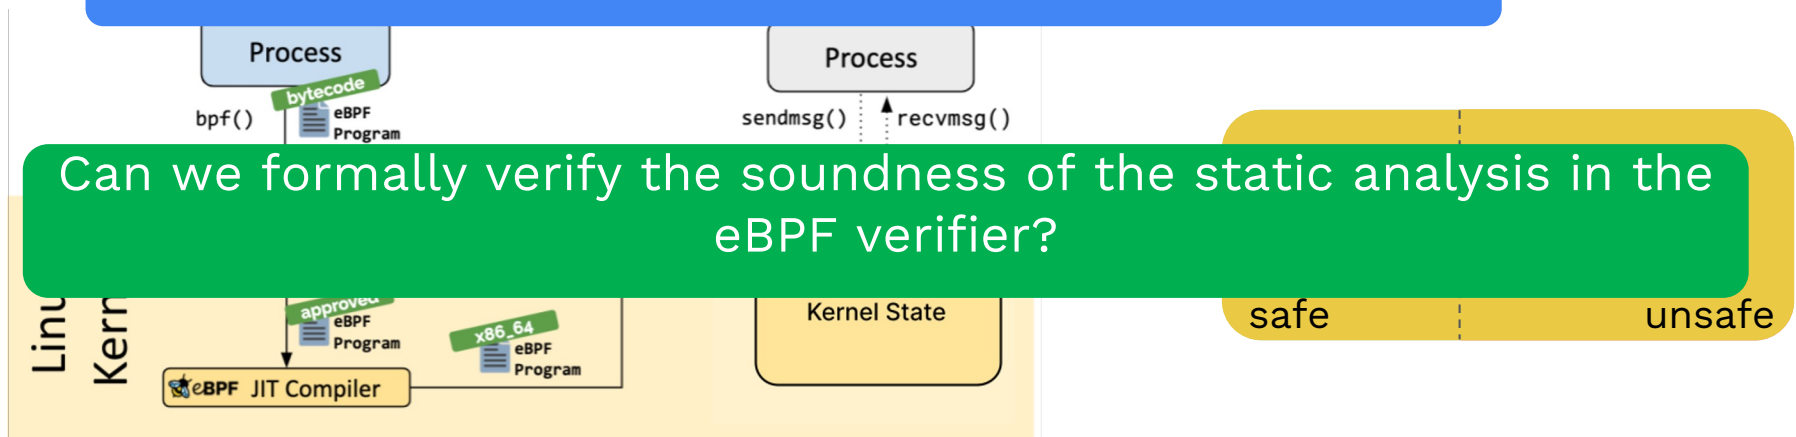 Process
bytecode
bpf()
eBPF
Program
Process
sendmsg()
recvmsg()
Can we formally verify the soundness of the static analysis in the
eBPF verifier?
approved
eBPF
Program
x86_64
eBPF
Program
eBPF JIT Compiler
Kernel State
safe
unsafe